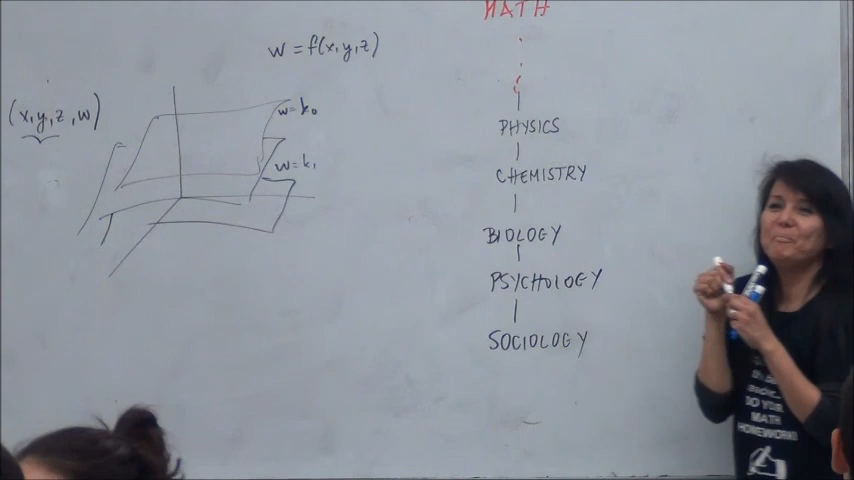 w = f(x,y,z)
(x,y,z,w)
w=k₀
w=k₁
MATH
PHYSICS
CHEMISTRY
BIOLOGY
PSYCHOLOGY
SOCIOLOGY
DO YOUR
MATH
HOMEWORK!